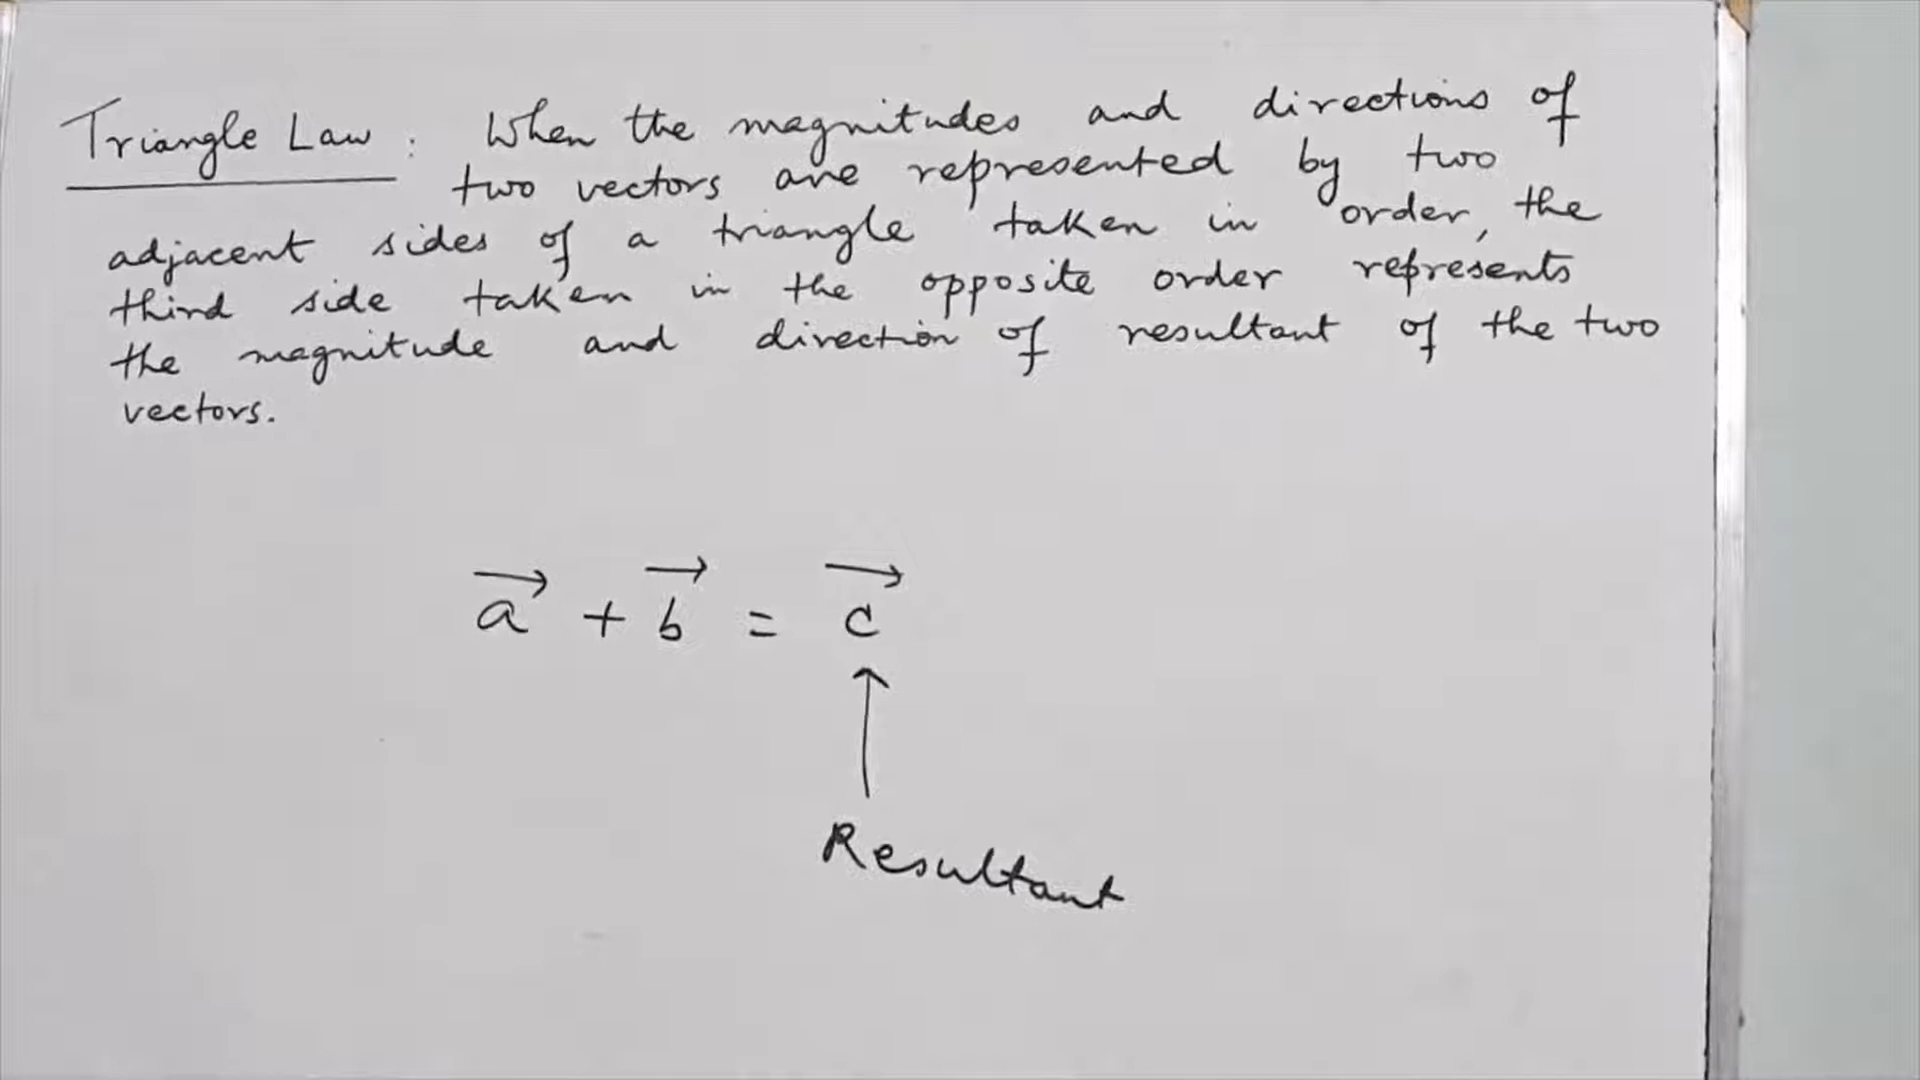 Triangle Law : When the magnitudes and directions of
two vectors are represented by two
adjacent sides of a triangle taken in order, the
third side taken in the opposite order represents
the magnitude and direction of resultant of the two
vectors.
→a + →b = →c
Resultant